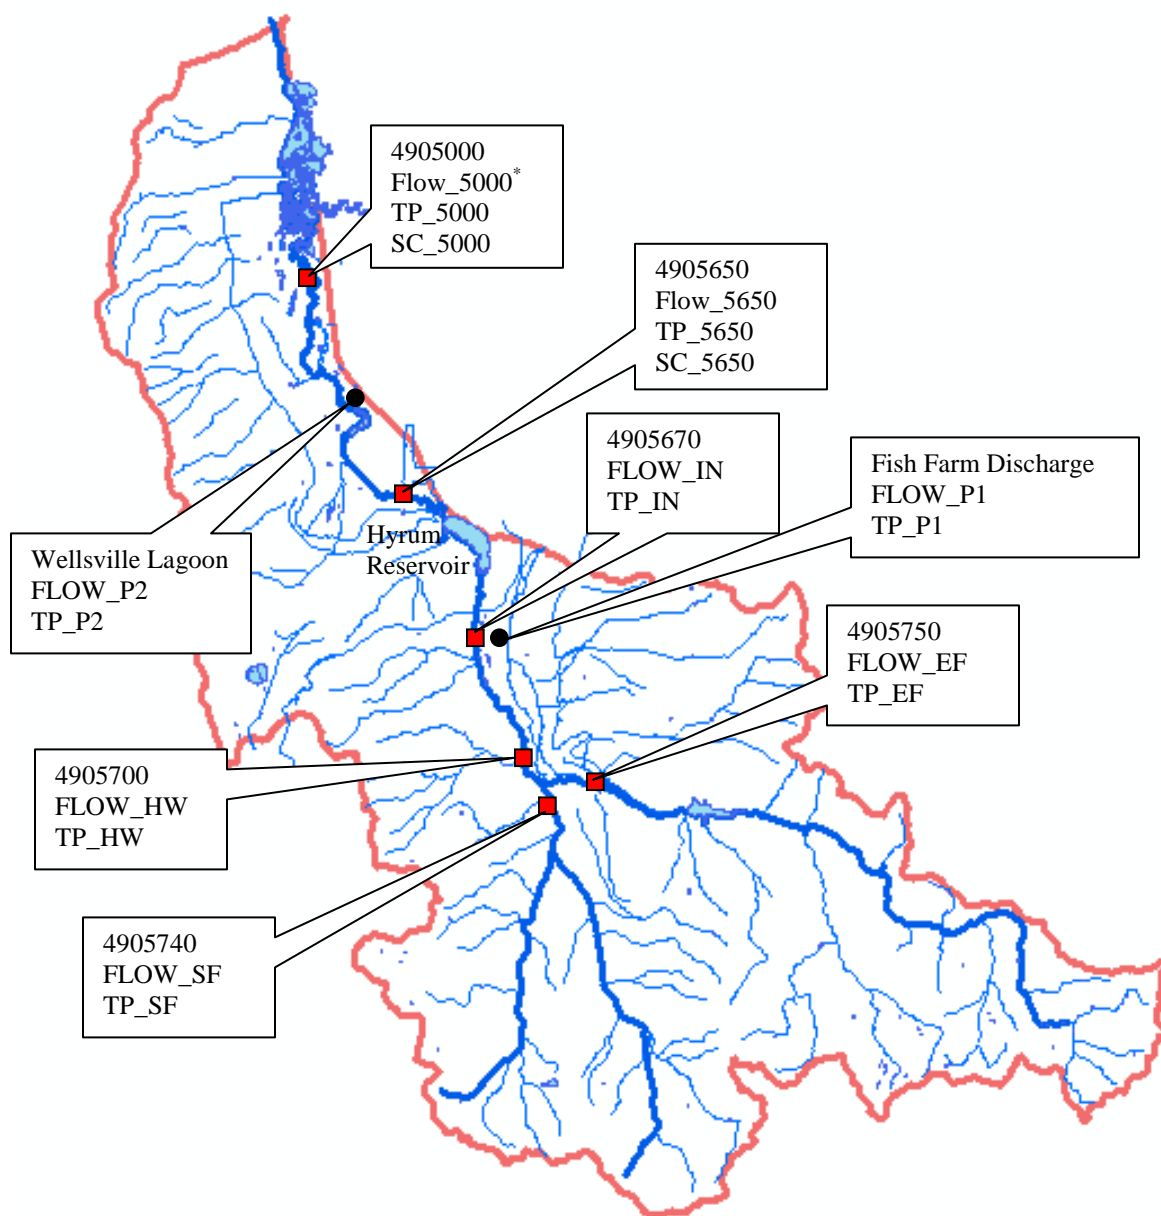 4905000
Flow_5000*
TP_5000
SC_5000
4905650
Flow_5650
TP_5650
SC_5650
4905670
FLOW_IN
TP_IN
Fish Farm Discharge
FLOW_P1
TP_P1
Hyrum
Reservoir
Wellsville Lagoon
FLOW_P2
TP_P2
4905750
FLOW_EF
TP_EF
4905700
FLOW_HW
TP_HW
4905740
FLOW_SF
TP_SF